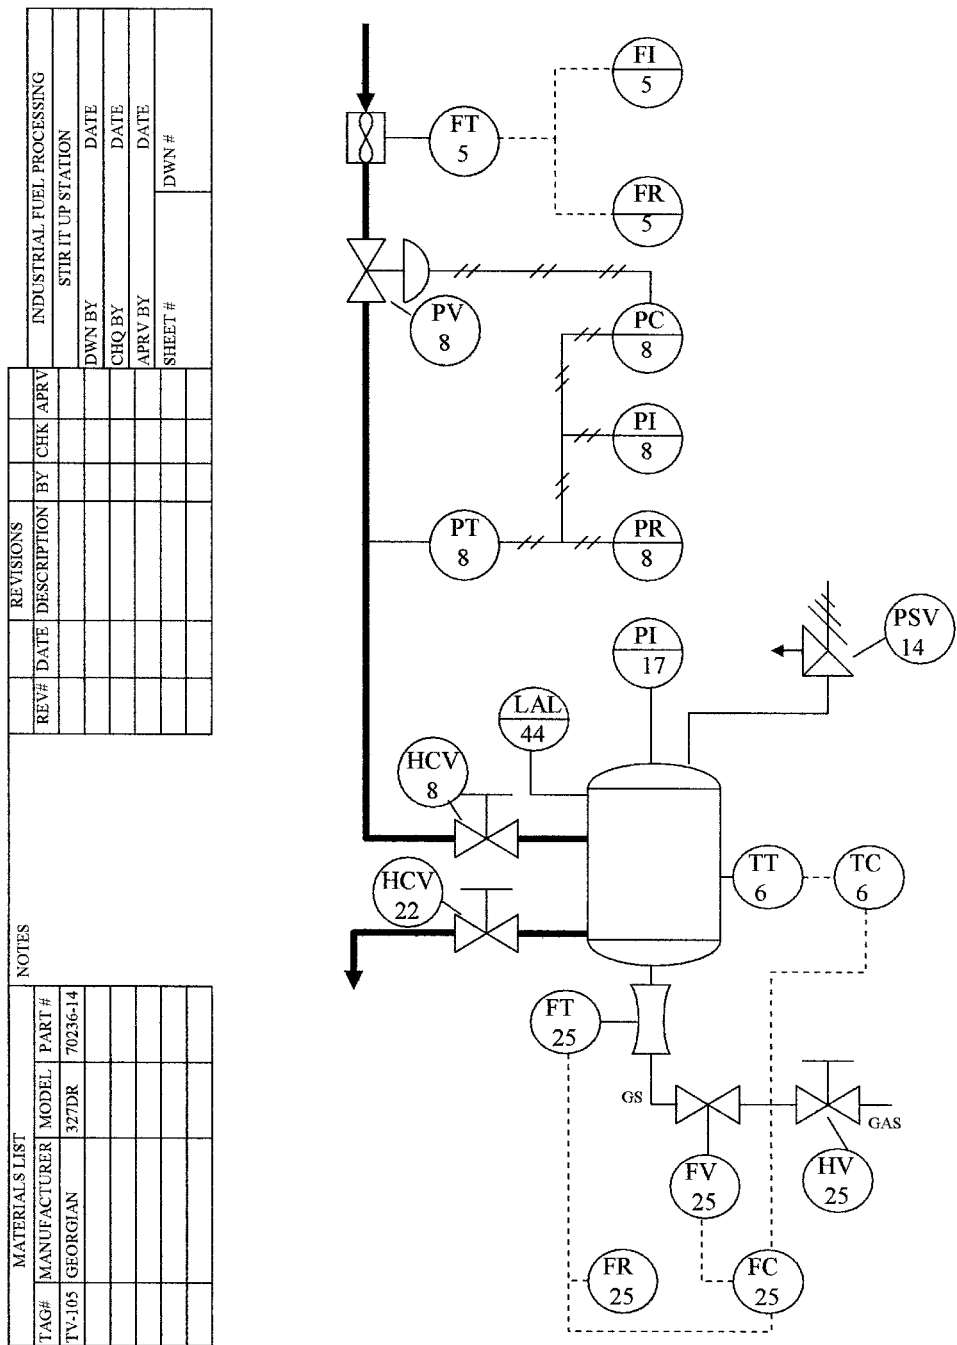 INDUSTRIAL FUEL PROCESSING
STIR IT UP STATION
DWN BY DATE
CHQ BY DATE
APRV BY DATE
SHEET # DWN #
REVISIONS
REV# DATE DESCRIPTION BY CHK APRV
NOTES
MATERIALS LIST
TAG# MANUFACTURER MODEL PART #
TV-105 GEORGIAN 327DR 70236-14
FI
5
FT
5
FR
5
PV
8
PC
8
PI
8
PT
8
PR
8
PI
17
PSV
14
LAL
44
HCV
8
HCV
22
TT
6
TC
6
FT
25
GS
GAS
FV
25
HV
25
FR
25
FC
25